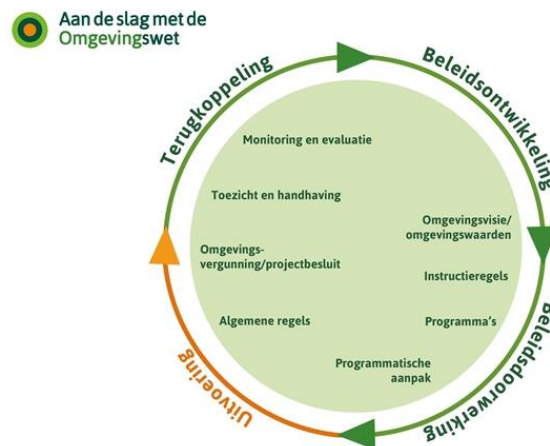 Aan de slag met de
Omgevingswet
Terugkoppeling
Beleidsontwikkeling
Monitoring en evaluatie
Toezicht en handhaving
Omgevingsvisie/
omgevingswaarden
Omgevings-
vergunning/projectbesluit
Instructieregels
Algemene regels
Programma's
Programmatische
aanpak
Uitvoering
Beleidsdoorwerking